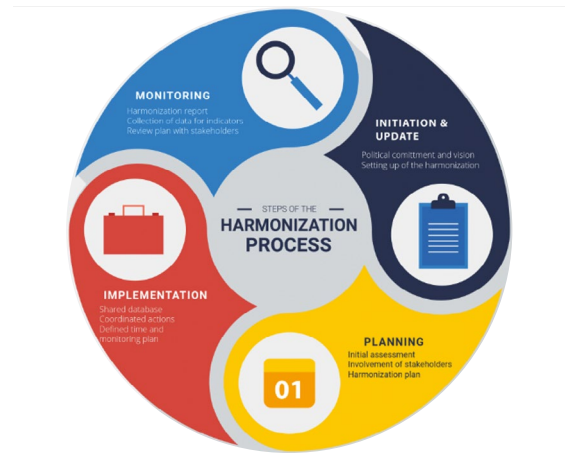 STEPS OF THE
HARMONIZATION
PROCESS
INITIATION &
UPDATE
Political comittment and vision
Setting up of the harmonization
PLANNING
Initial assessment
Involvement of stakeholders
Harmonization plan
01
IMPLEMENTATION
Shared database
Coordinated actions
Defined time and
monitoring plan
MONITORING
Harmonization report
Collection of data for indicators
Review plan with stakeholders